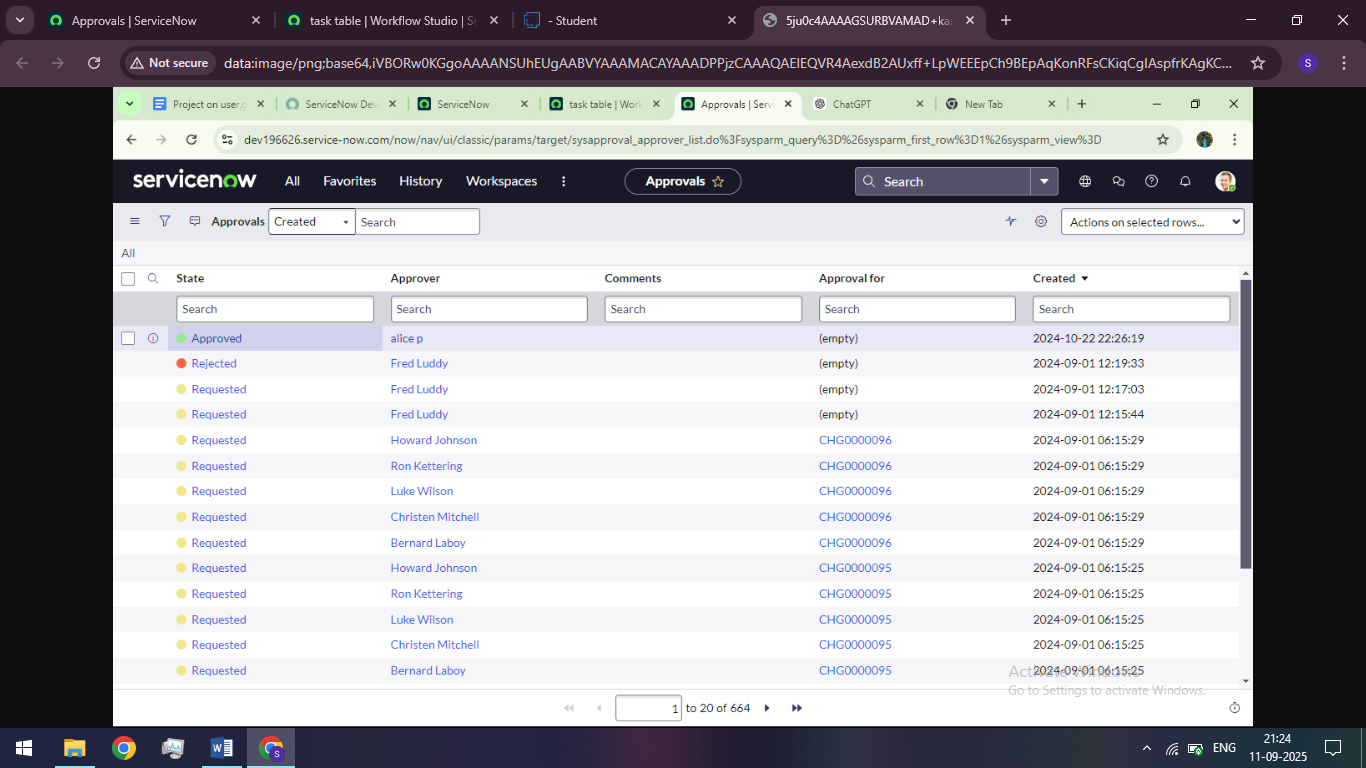 Approvals | ServiceNow
task table | Workflow Studio | Se
- Student
5ju0c4AAAAGSURBVAMAD+kar
Not secure
data:image/png;base64,iVBORw0KGgoAAAANSUhEUgAABVYAAAMACAYAAADPPjzCAAAQAElEQVR4AexdB2AUxff+LpWEEEpCh9BEpAqKonRFsCKiqCgIAspfrKAgKC...
S
Project on user,g
ServiceNow Dev
ServiceNow
task table | Work
Approvals | Servi
ChatGPT
New Tab
dev196626.service-now.com/now/nav/ui/classic/params/target/sysapproval_approver_list.do%3Fsysparm_query%3D%26sysparm_first_row%3D1%26sysparm_view%3D
servicenow All Favorites History Workspaces Approvals Search
Approvals Created Search Actions on selected rows...
All
State Approver Comments Approval for Created
Search Search Search Search Search
Approved alice p (empty) 2024-10-22 22:26:19
Rejected Fred Luddy (empty) 2024-09-01 12:19:33
Requested Fred Luddy (empty) 2024-09-01 12:17:03
Requested Fred Luddy (empty) 2024-09-01 12:15:44
Requested Howard Johnson CHG0000096 2024-09-01 06:15:29
Requested Ron Kettering CHG0000096 2024-09-01 06:15:29
Requested Luke Wilson CHG0000096 2024-09-01 06:15:29
Requested Christen Mitchell CHG0000096 2024-09-01 06:15:29
Requested Bernard Laboy CHG0000096 2024-09-01 06:15:29
Requested Howard Johnson CHG0000095 2024-09-01 06:15:25
Requested Ron Kettering CHG0000095 2024-09-01 06:15:25
Requested Luke Wilson CHG0000095 2024-09-01 06:15:25
Requested Christen Mitchell CHG0000095 2024-09-01 06:15:25
Requested Bernard Laboy CHG0000095 2024-09-01 06:15:25
Activate Windows
Go to Settings to activate Windows.
1 to 20 of 664
ENG
21:24
11-09-2025